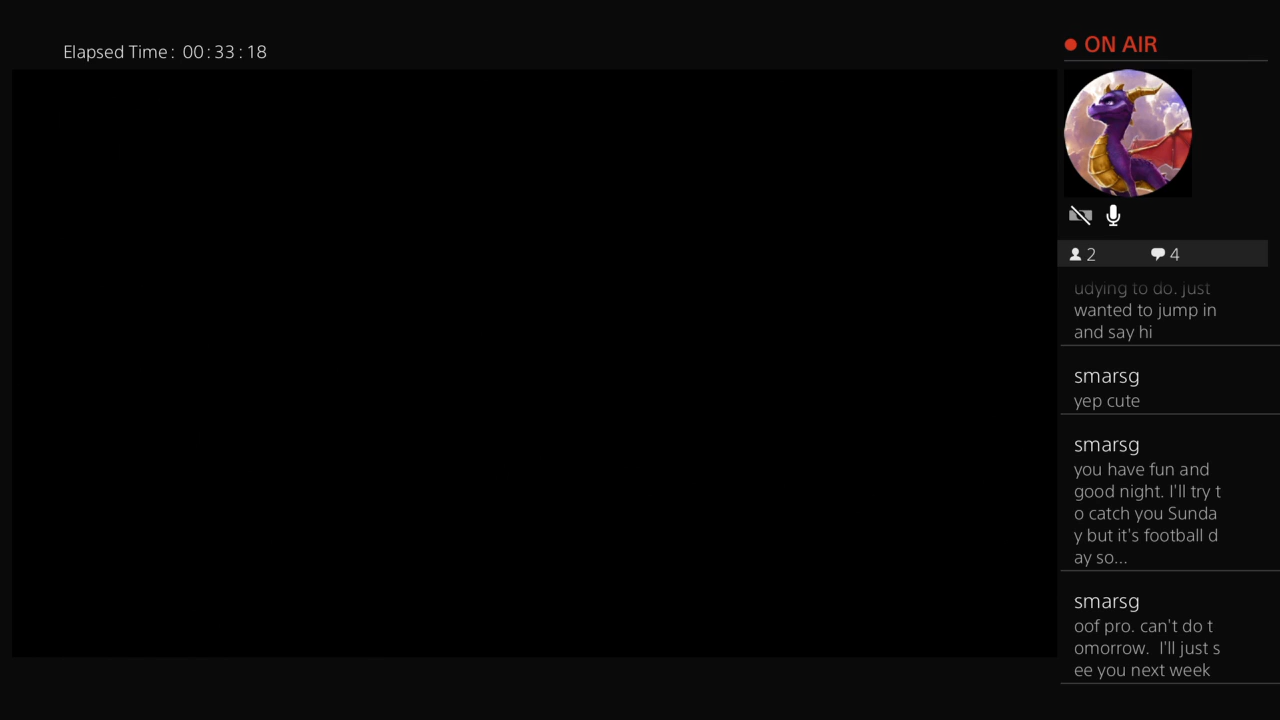 Elapsed Time: 00:33:18
ON AIR
2
4
udying to do. just
wanted to jump in
and say hi
smarsg
yep cute
smarsg
you have fun and
good night. I'll try t
o catch you Sunda
y but it's football d
ay so...
smarsg
oof pro. can't do t
omorrow.  I'll just s
ee you next week